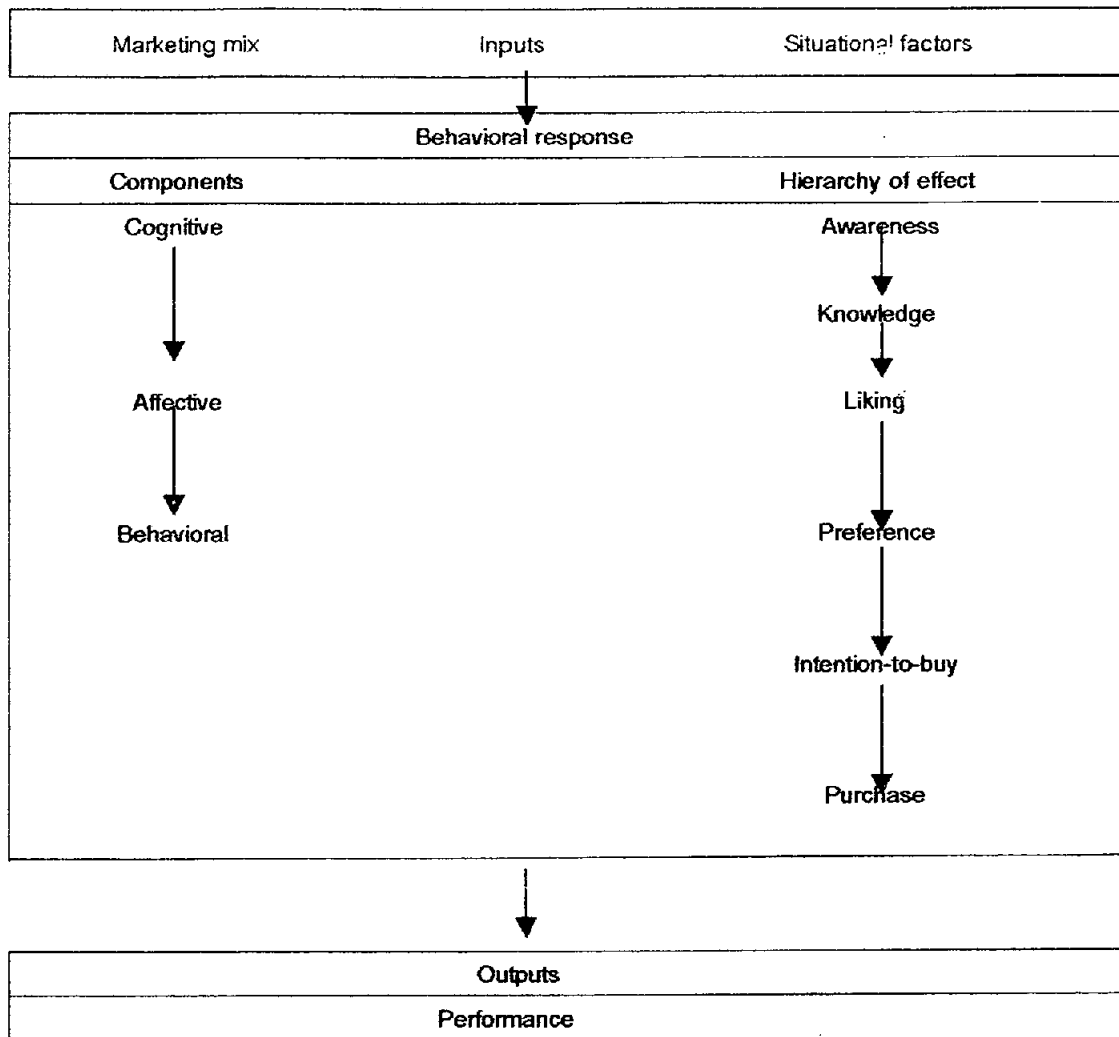 Marketing mix Inputs Situational factors
Behavioral response
Components Hierarchy of effect
Cognitive Awareness
Knowledge
Affective Liking
Behavioral Preference
Intention-to-buy
Purchase
Outputs
Performance